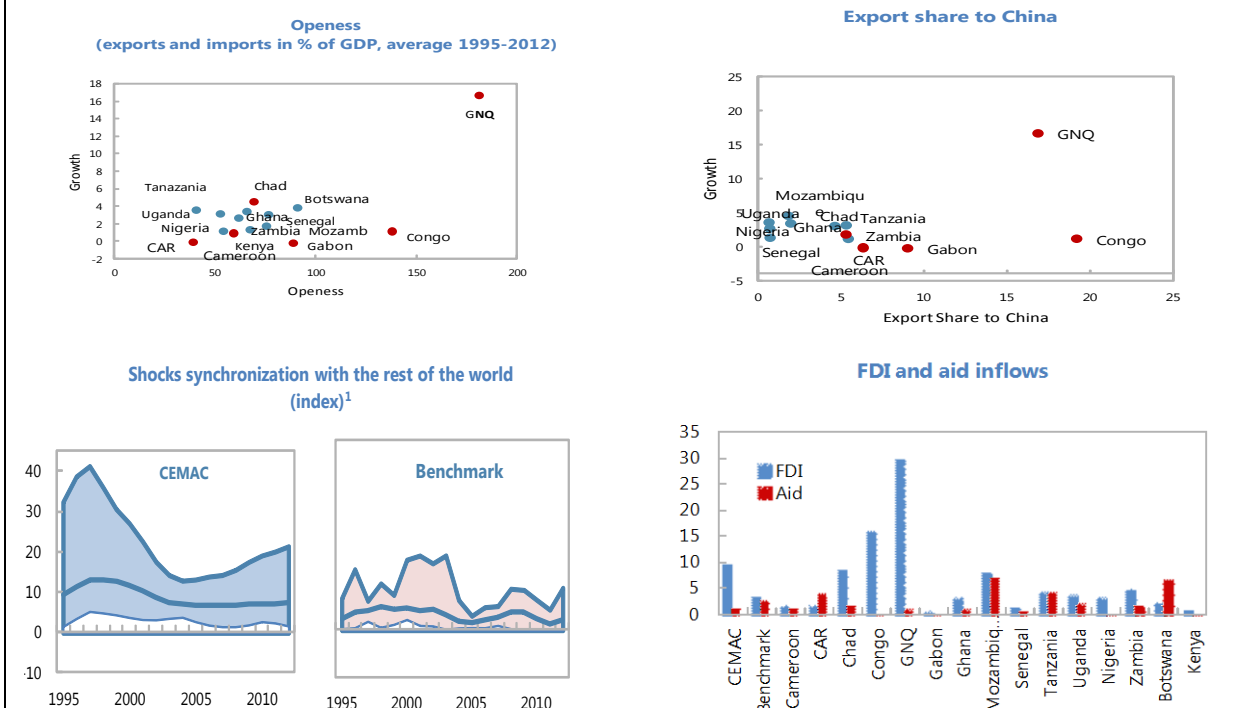 Openess
(exports and imports in % of GDP, average 1995-2012)
18
16
14
12
10
8
6
4
2
0
-2
Growth
GNQ
Tanazania
Chad
Botswana
Uganda
Ghana
Senegal
Nigeria
Zambia
Mozamb
CAR
Kenya
Gabon
Congo
Cameroon
0
50
100
150
200
Openess
Export share to China
25
20
15
10
5
0
-5
Growth
GNQ
Mozambiqu
e
Uganda
Chad
Tanzania
Nigeria
Ghana
Zambia
Senegal
Gabon
Congo
CAR
Cameroon
0
5
10
15
20
25
Export Share to China
Shocks synchronization with the rest of the world
(index)1
CEMAC
40
30
20
10
0
-10
1995
2000
2005
2010
Benchmark
1995
2000
2005
2010
FDI and aid inflows
35
30
25
20
15
10
5
0
FDI
Aid
CEMAC
Benchmark
Cameroon
CAR
Chad
Congo
GNQ
Gabon
Ghana
Mozambiq...
Senegal
Tanzania
Uganda
Nigeria
Zambia
Botswana
Kenya